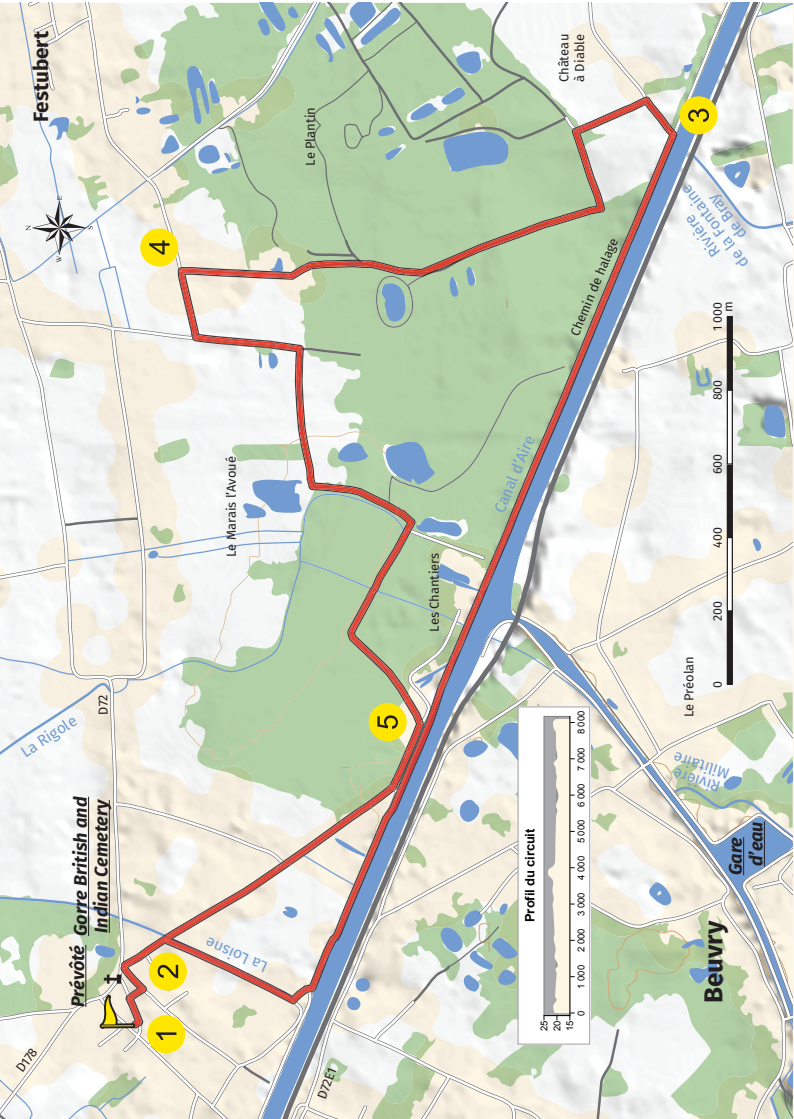 Festubert
N
E
S
W
Château
à Diable
Le Plantin
3
4
Rivière
de la Fontaine
de Bray
Chemin de halage
Canal d'Aire
Le Marais l'Avoué
Les Chantiers
0 200 400 600 800 1 000
m
Le Préolan
5
D72
La Rigole
Rivière
Militaire
Profil du circuit
25
20
15
0 1 000 2 000 3 000 4 000 5 000 6 000 7 000 8 000
Prévôté
Gorre British and
Indian Cemetery
La Loisne
2
1
D178
D72E1
Gare
d'eau
Beuvry